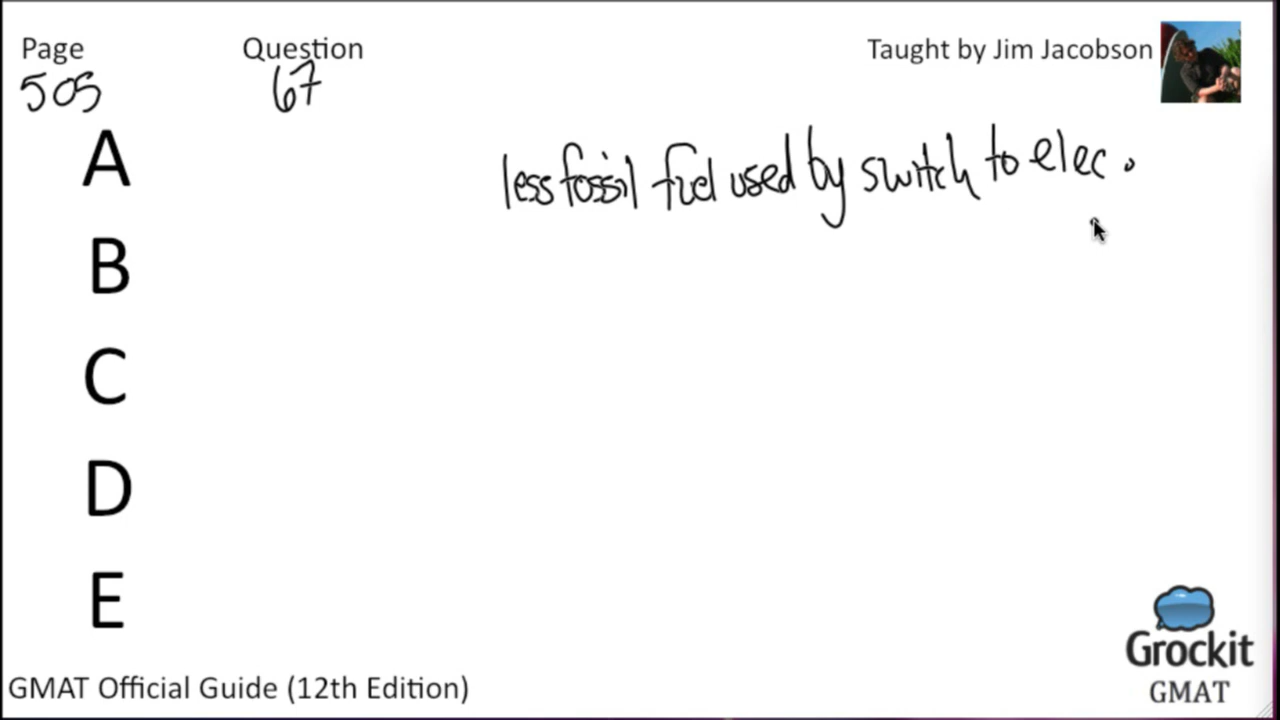 Page Question Taught by Jim Jacobson
505 67
A
less fossil fuel used by switch to elec.
B
C
D
E
Grockit
GMAT
GMAT Official Guide (12th Edition)